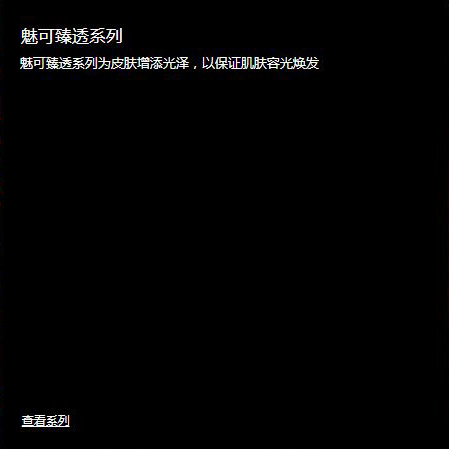 魅可臻透系列
魅可臻透系列为皮肤增添光泽，以保证肌肤容光焕发
查看系列